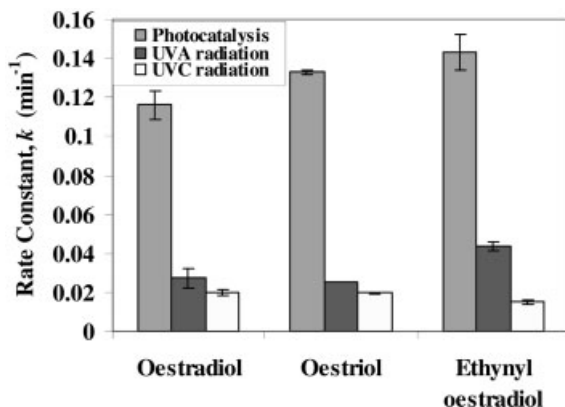 0.16
0.14
0.12
0.1
0.08
0.06
0.04
0.02
0
Rate Constant, k (min⁻¹)
Photocatalysis
UVA radiation
UVC radiation
Oestradiol
Oestriol
Ethynyl
oestradiol